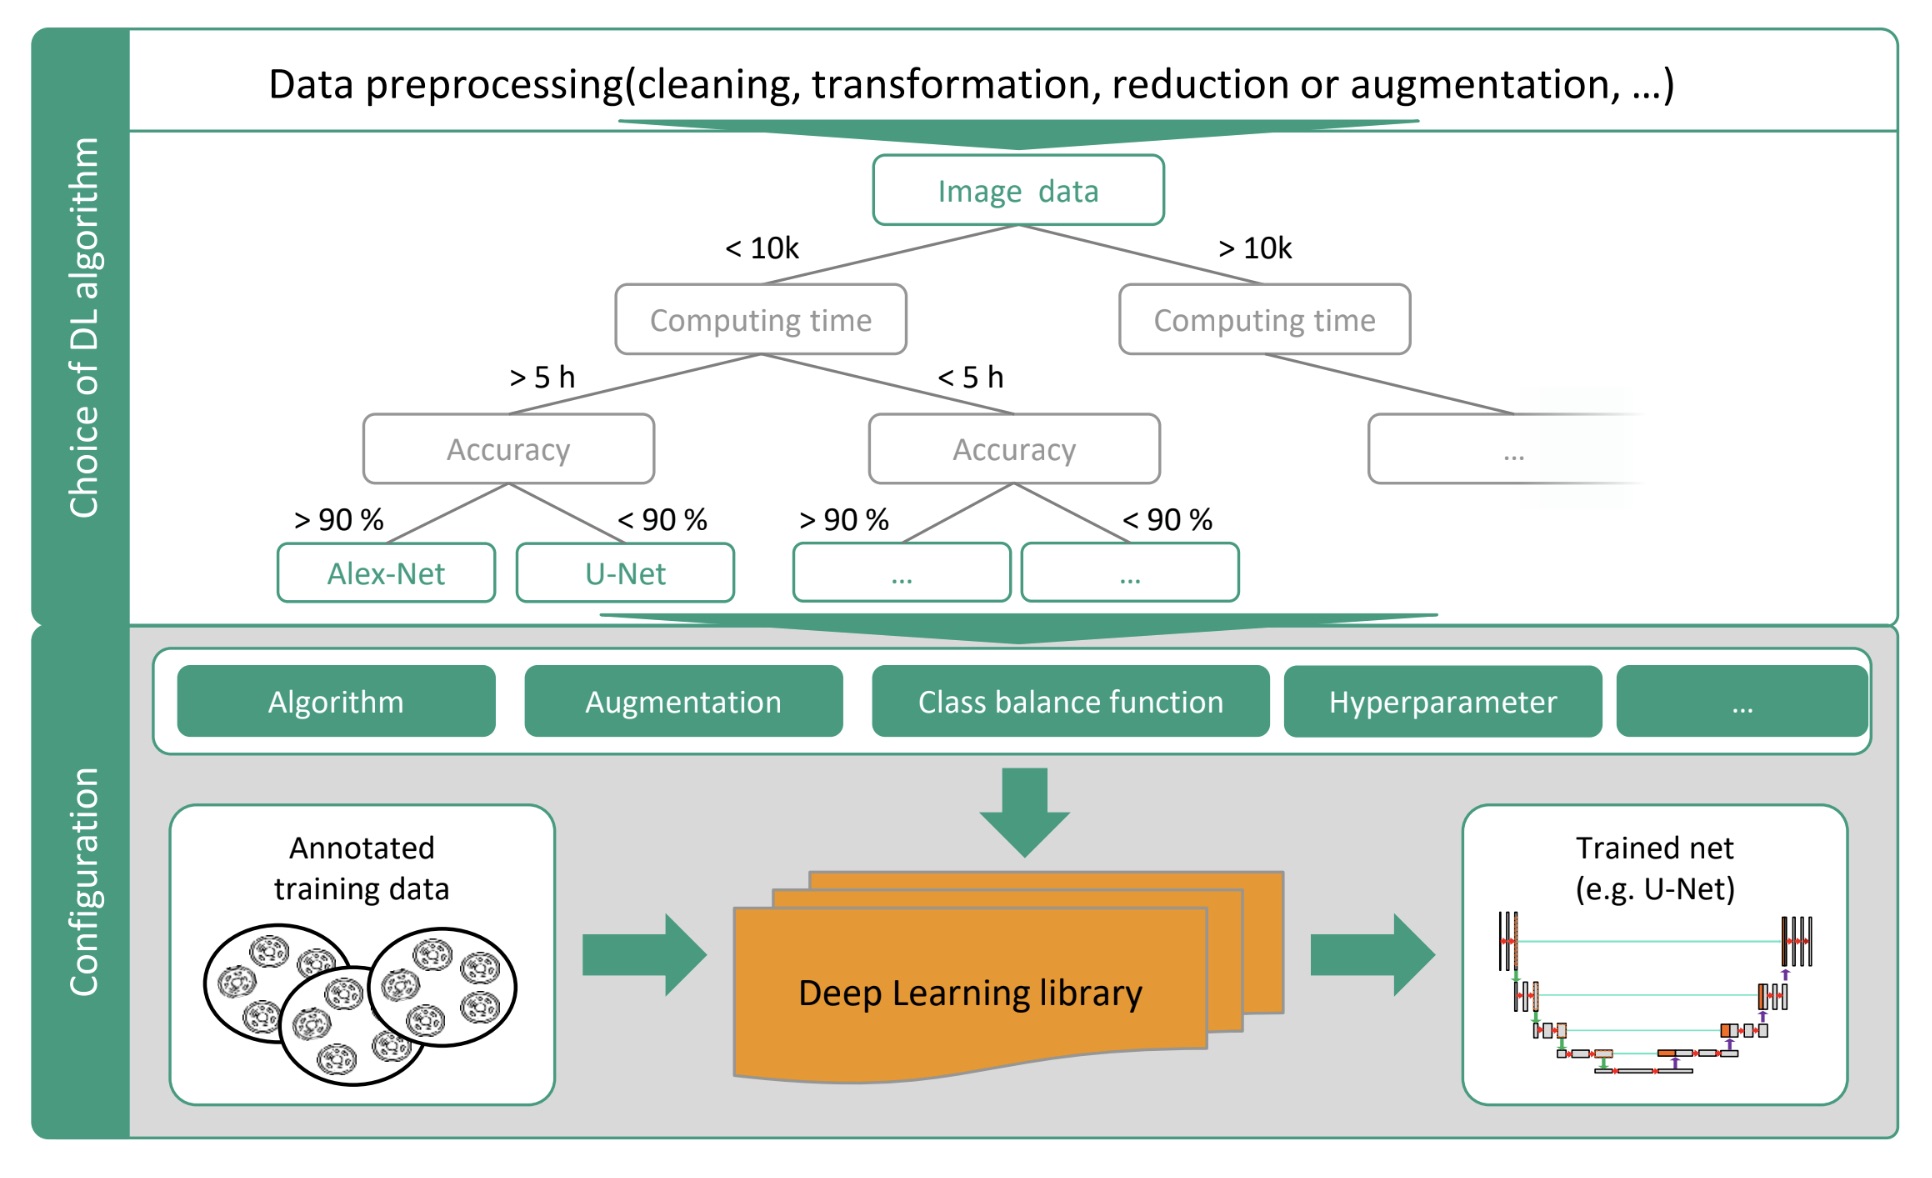 Choice of DL algorithm
Data preprocessing(cleaning, transformation, reduction or augmentation, ...)
Image data
< 10k
> 10k
Computing time
Computing time
> 5 h
< 5 h
Accuracy
Accuracy
...
> 90 %
< 90 %
> 90 %
< 90 %
Alex-Net
U-Net
...
...
Configuration
Algorithm
Augmentation
Class balance function
Hyperparameter
...
Annotated
training data
Deep Learning library
Trained net
(e.g. U-Net)